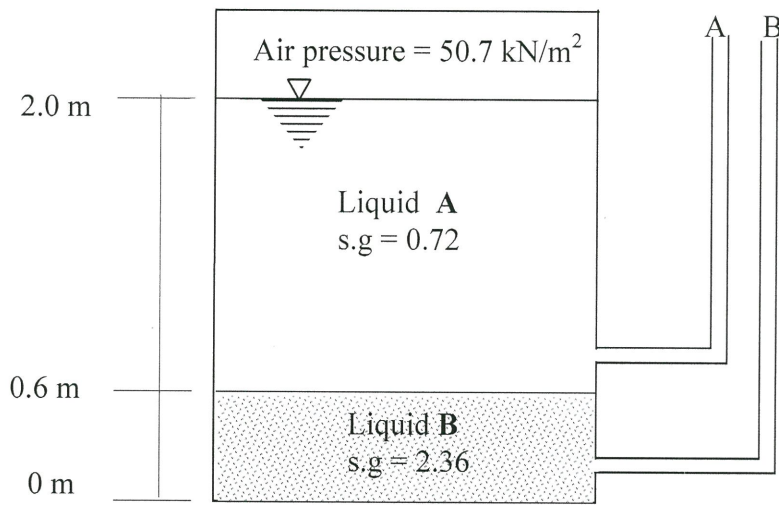 A B
Air pressure = 50.7 kN/m²
2.0 m
Liquid A
s.g = 0.72
0.6 m
Liquid B
s.g = 2.36
0 m